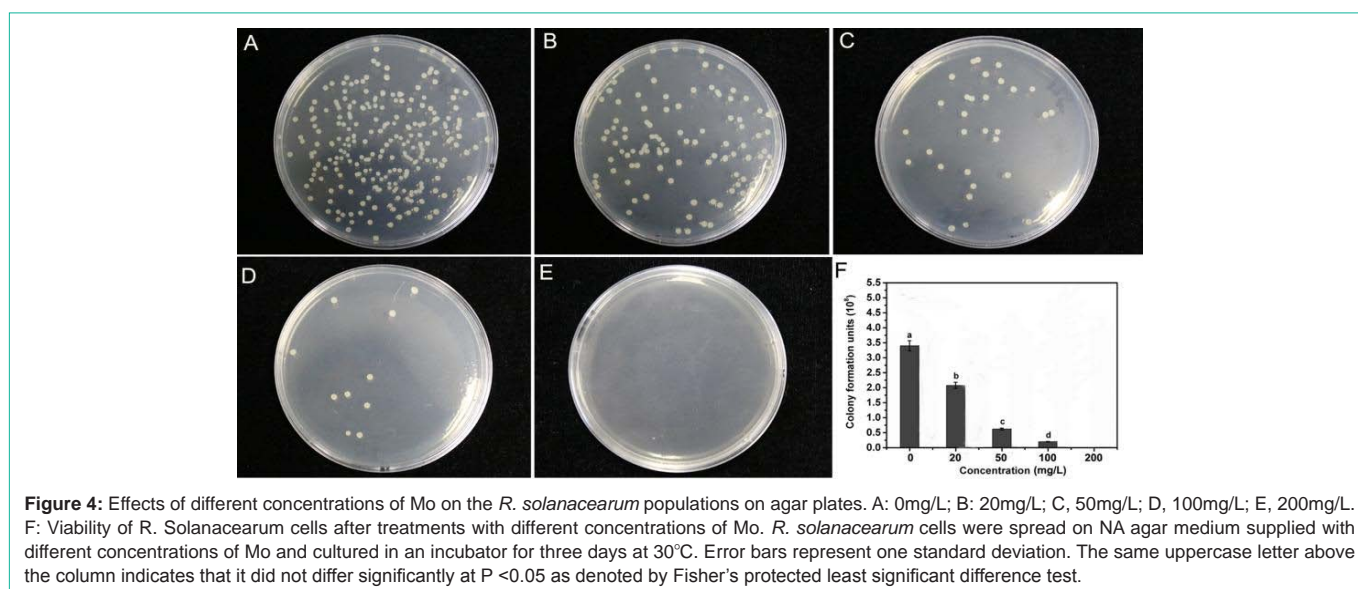 A
B
C
D
E
F
5.5
5.0
4.5
4.0
3.5
3.0
2.5
2.0
1.5
1.0
0.5
0.0
Colony formation units (10⁶)
a
b
c
d
0 20 50 100 200
Concentration (mg/L)
Figure 4: Effects of different concentrations of Mo on the R. solanacearum populations on agar plates. A: 0mg/L; B: 20mg/L; C, 50mg/L; D, 100mg/L; E, 200mg/L.
F: Viability of R. Solanacearum cells after treatments with different concentrations of Mo. R. solanacearum cells were spread on NA agar medium supplied with
different concentrations of Mo and cultured in an incubator for three days at 30°C. Error bars represent one standard deviation. The same uppercase letter above
the column indicates that it did not differ significantly at P <0.05 as denoted by Fisher's protected least significant difference test.